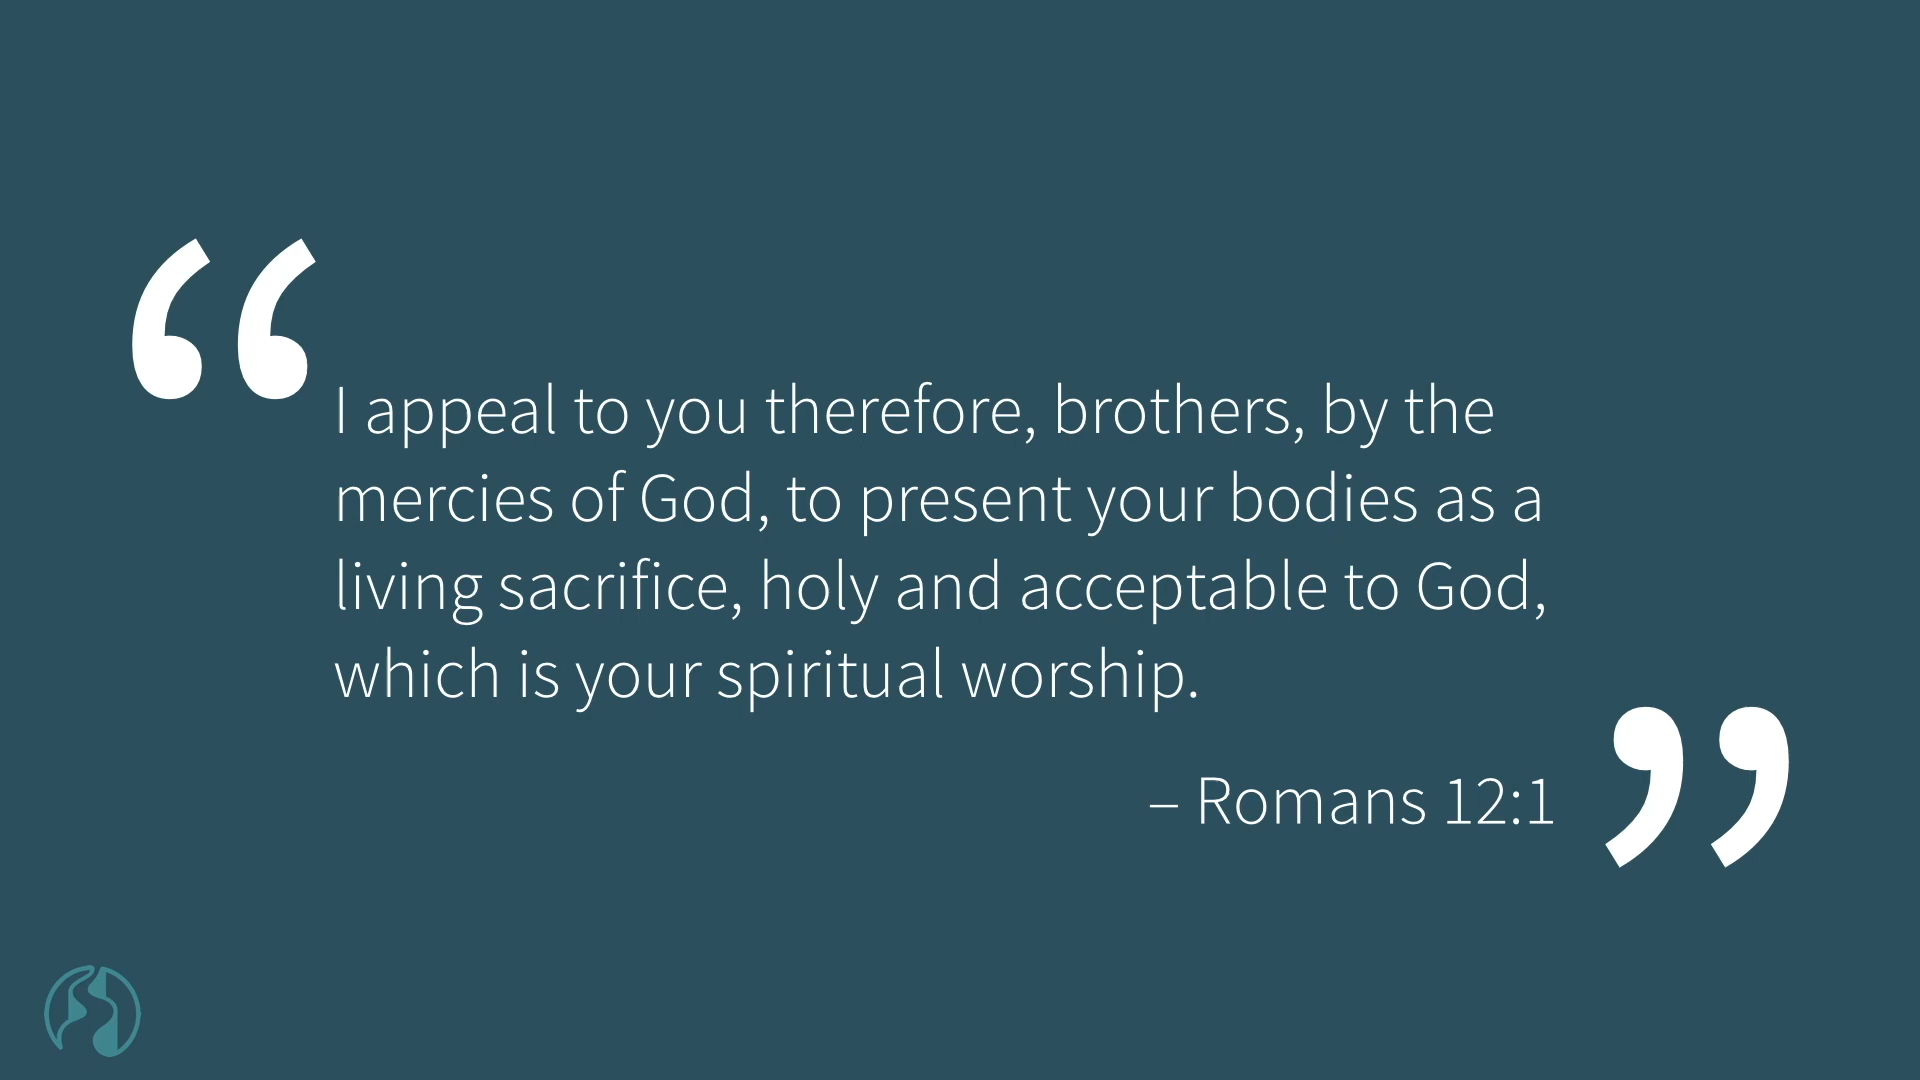 “
I appeal to you therefore, brothers, by the
mercies of God, to present your bodies as a
living sacrifice, holy and acceptable to God,
which is your spiritual worship.
– Romans 12:1
”